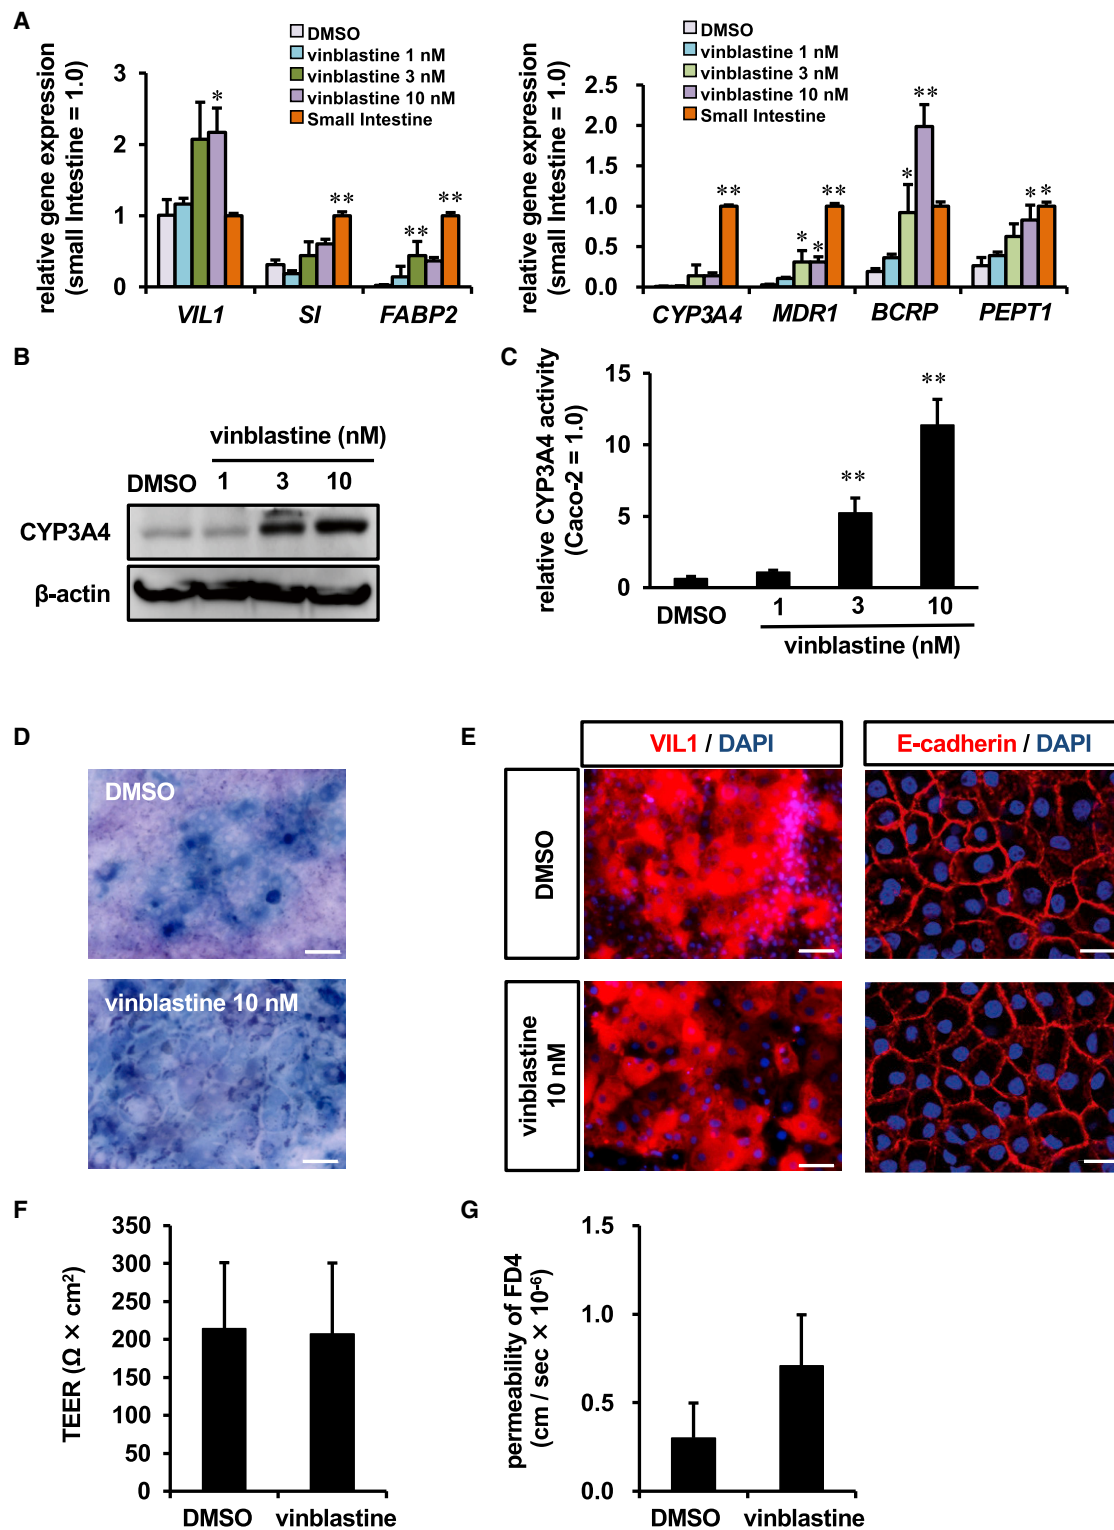 A
relative gene expression
(small Intestine = 1.0)
DMSO
vinblastine 1 nM
vinblastine 3 nM
vinblastine 10 nM
Small Intestine
3
2
1
0
*
**
**
**
VIL1
SI
FABP2
relative gene expression
(small Intestine = 1.0)
DMSO
vinblastine 1 nM
vinblastine 3 nM
vinblastine 10 nM
Small Intestine
2.5
2.0
1.5
1.0
0.5
0.0
**
*
*
**
*
**
*
*
CYP3A4
MDR1
BCRP
PEPT1
B
vinblastine (nM)
DMSO 1 3 10
CYP3A4
β-actin
C
relative CYP3A4 activity
(Caco-2 = 1.0)
15
10
5
0
**
**
DMSO
1 3 10
vinblastine (nM)
D
DMSO
vinblastine 10 nM
E
VIL1 / DAPI
E-cadherin / DAPI
DMSO
vinblastine
10 nM
F
TEER (Ω × cm²)
350
300
250
200
150
100
50
0
DMSO
vinblastine
G
permeability of FD4
(cm / sec × 10⁻⁶)
1.5
1.0
0.5
0.0
DMSO
vinblastine